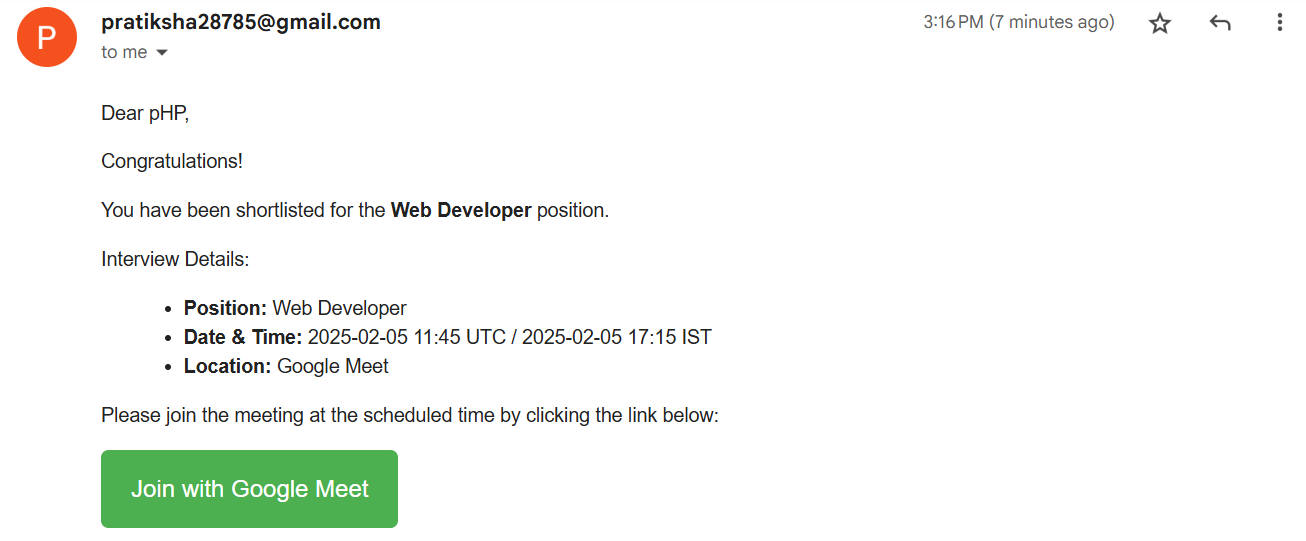 P
pratiksha28785@gmail.com
3:16 PM (7 minutes ago)
to me
Dear pHP,
Congratulations!
You have been shortlisted for the Web Developer position.
Interview Details:
• Position: Web Developer
• Date & Time: 2025-02-05 11:45 UTC / 2025-02-05 17:15 IST
• Location: Google Meet
Please join the meeting at the scheduled time by clicking the link below:
Join with Google Meet